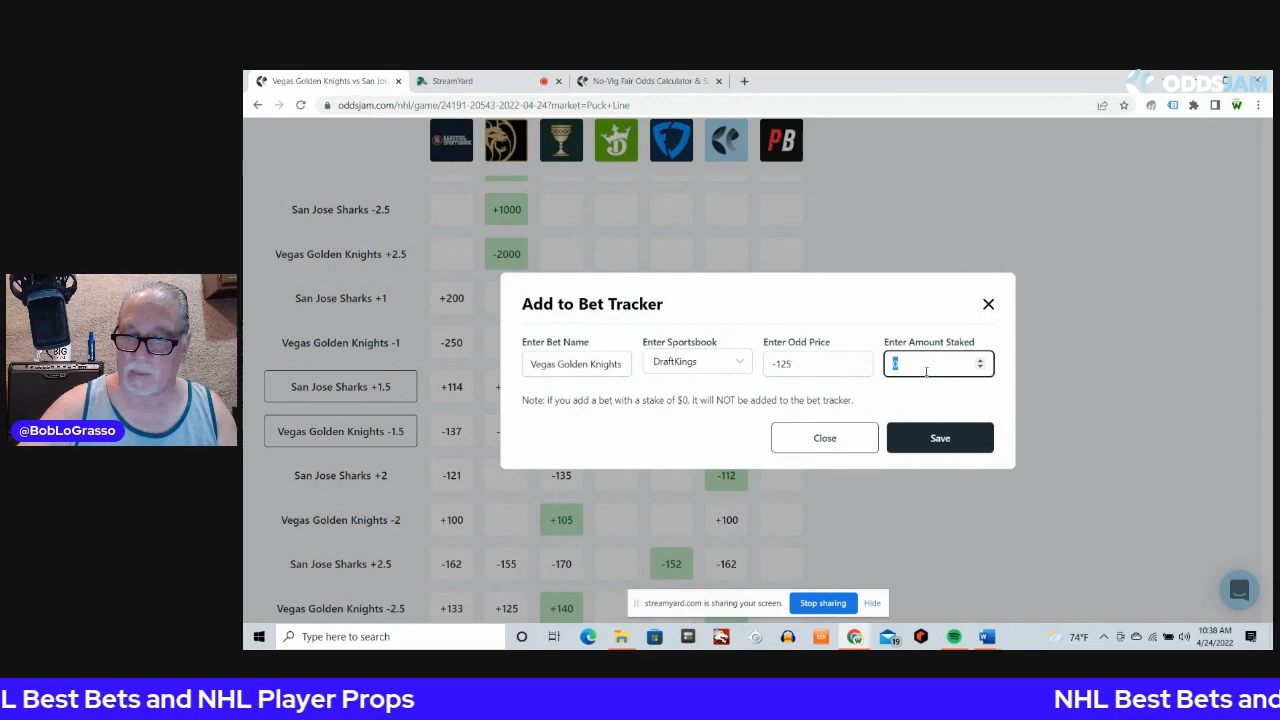 Vegas Golden Knights vs San Jos
StreamYard
No-Vig Fair Odds Calculator & S
ODDSJAM
oddsjam.com/nhl/game/24191-20543-2022-04-24?market=Puck+Line
PB
San Jose Sharks -2.5 +1000
Vegas Golden Knights +2.5 -2000
San Jose Sharks +1 +200
Vegas Golden Knights -1 -250
San Jose Sharks +1.5 +114
Vegas Golden Knights -1.5 -137
San Jose Sharks +2 -121 -135 -112
Vegas Golden Knights -2 +100 +105 +100
San Jose Sharks +2.5 -162 -155 -170 -152 -162
Vegas Golden Knights -2.5 +133 +125 +140
Add to Bet Tracker
Enter Bet Name Enter Sportsbook Enter Odd Price Enter Amount Staked
Vegas Golden Knights DraftKings -125 0
Note: if you add a bet with a stake of $0, it will NOT be added to the bet tracker.
Close Save
BIG
@BobLoGrasso
streamyard.com is sharing your screen. Stop sharing Hide
Type here to search
19
74°F
10:38 AM
4/24/2022
L Best Bets and NHL Player Props
NHL Best Bets and